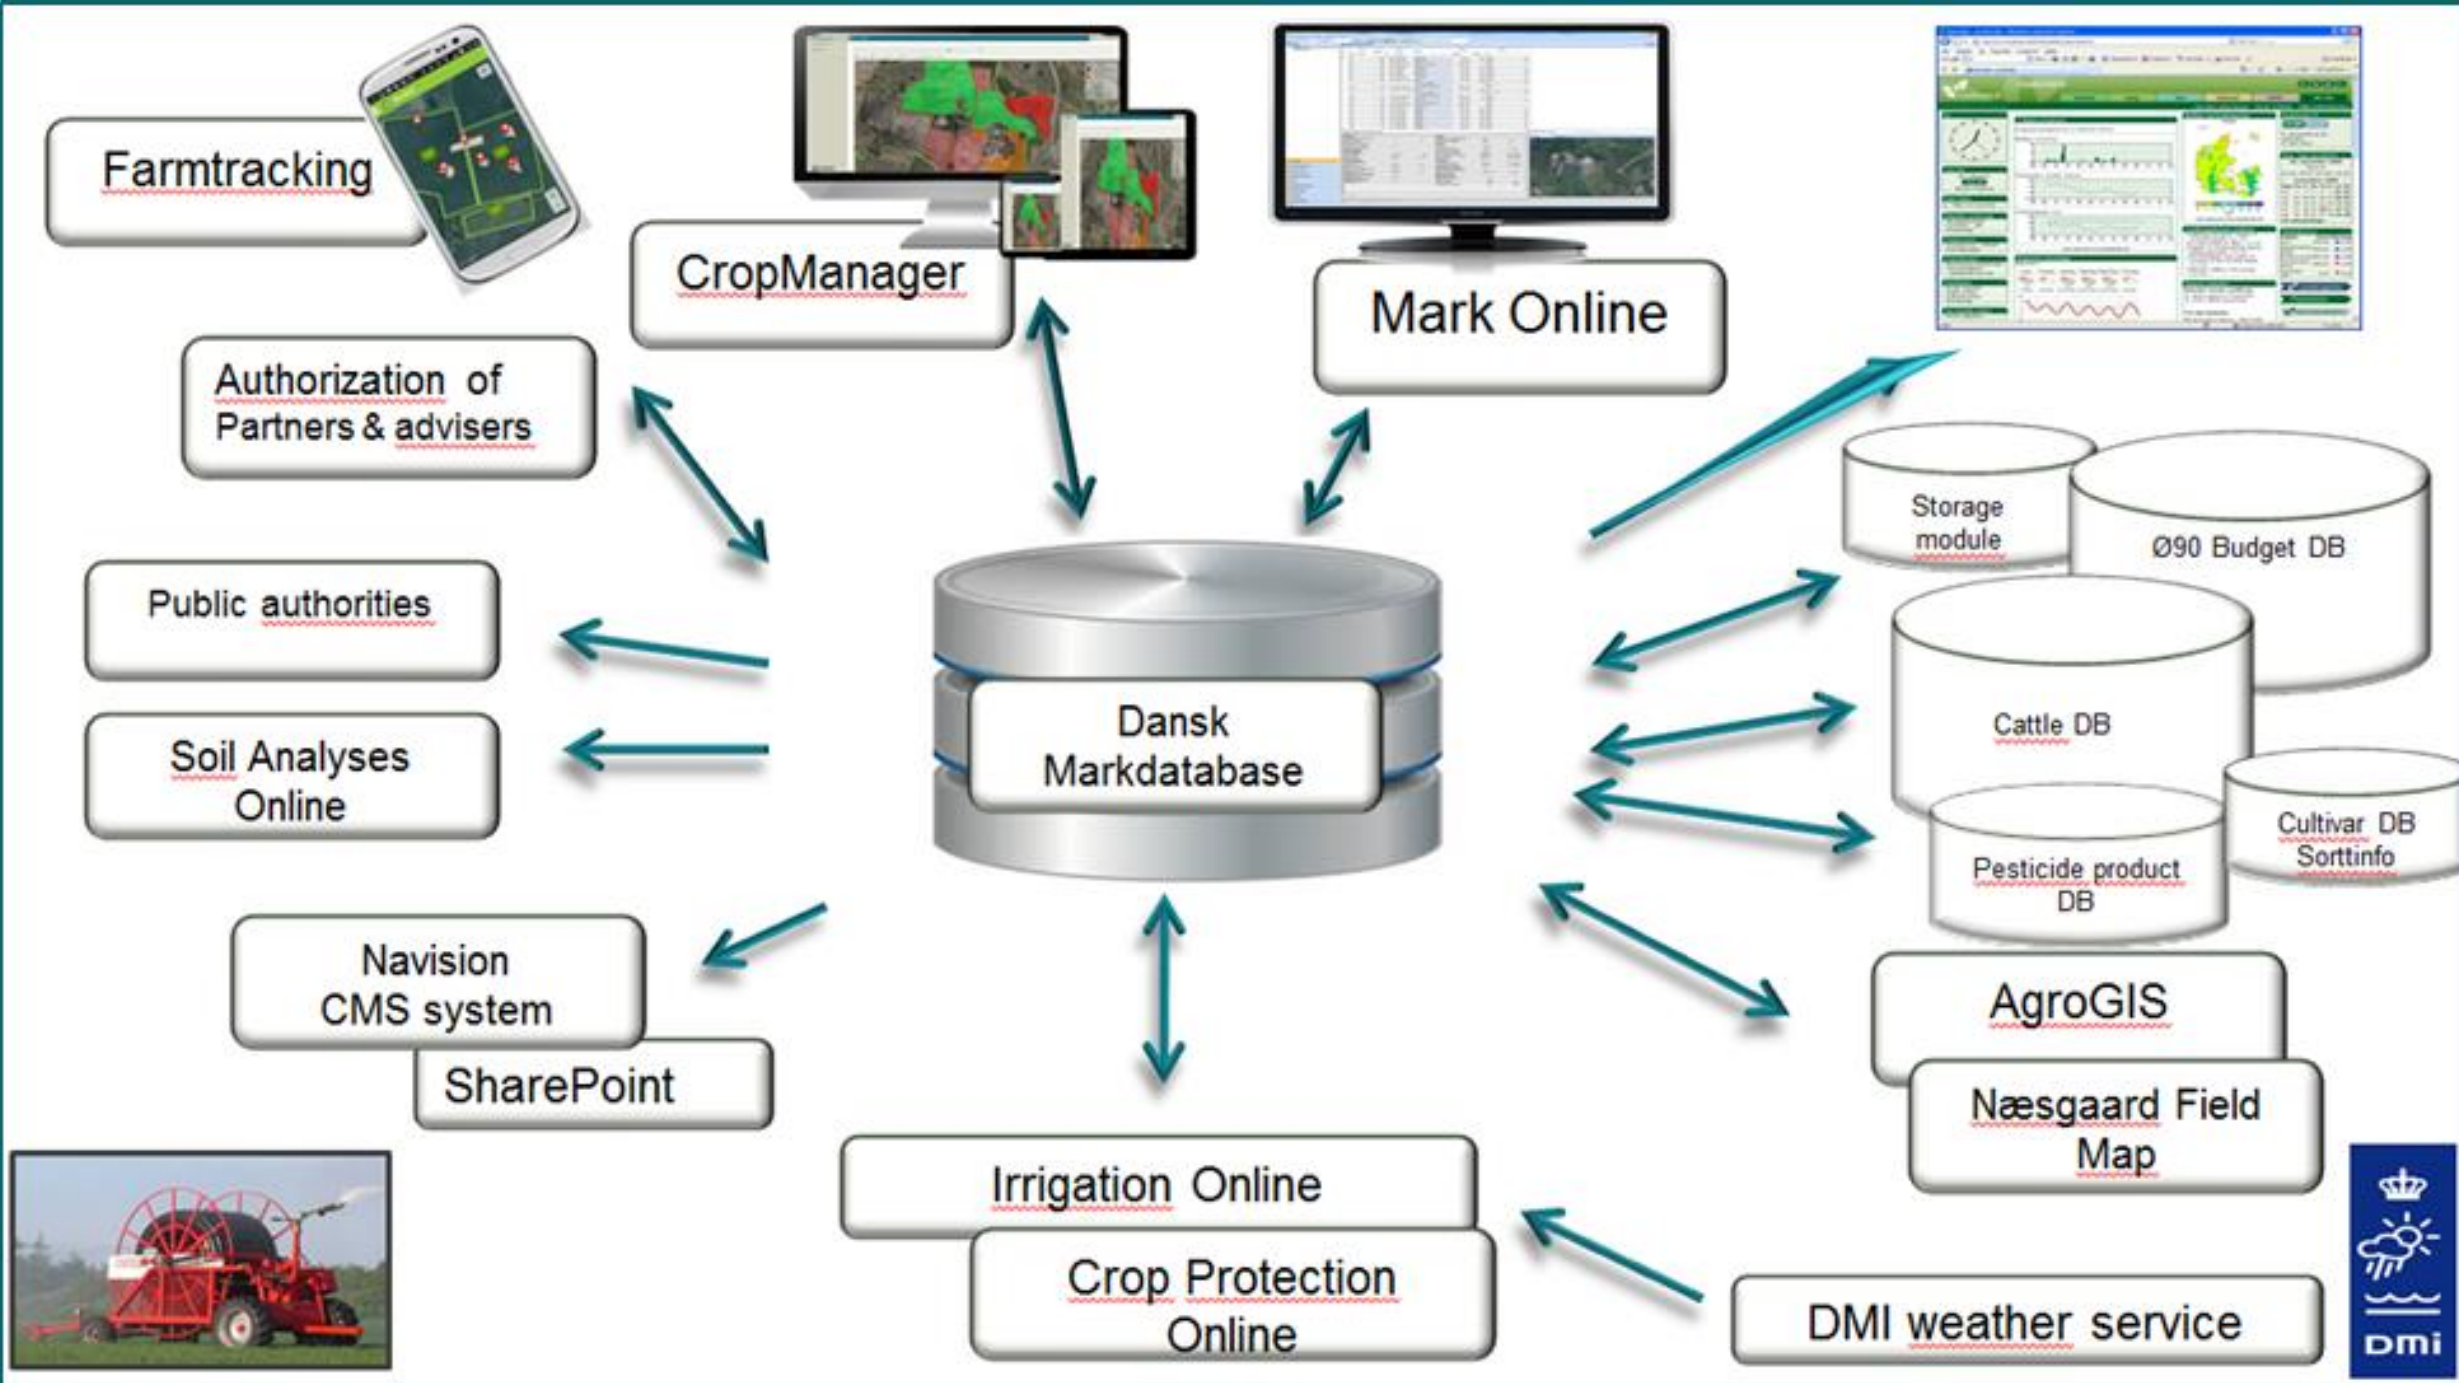 Farmtracking
CropManager
Mark Online
Authorization of
Partners & advisers
Storage
module
Ø90 Budget DB
Public authorities
Soil Analyses
Online
Dansk
Markdatabase
Cattle DB
Cultivar DB
Sorttinfo
Pesticide product
DB
Navision
CMS system
SharePoint
AgroGIS
Næsgaard Field
Map
Irrigation Online
Crop Protection
Online
DMI weather service
DMi